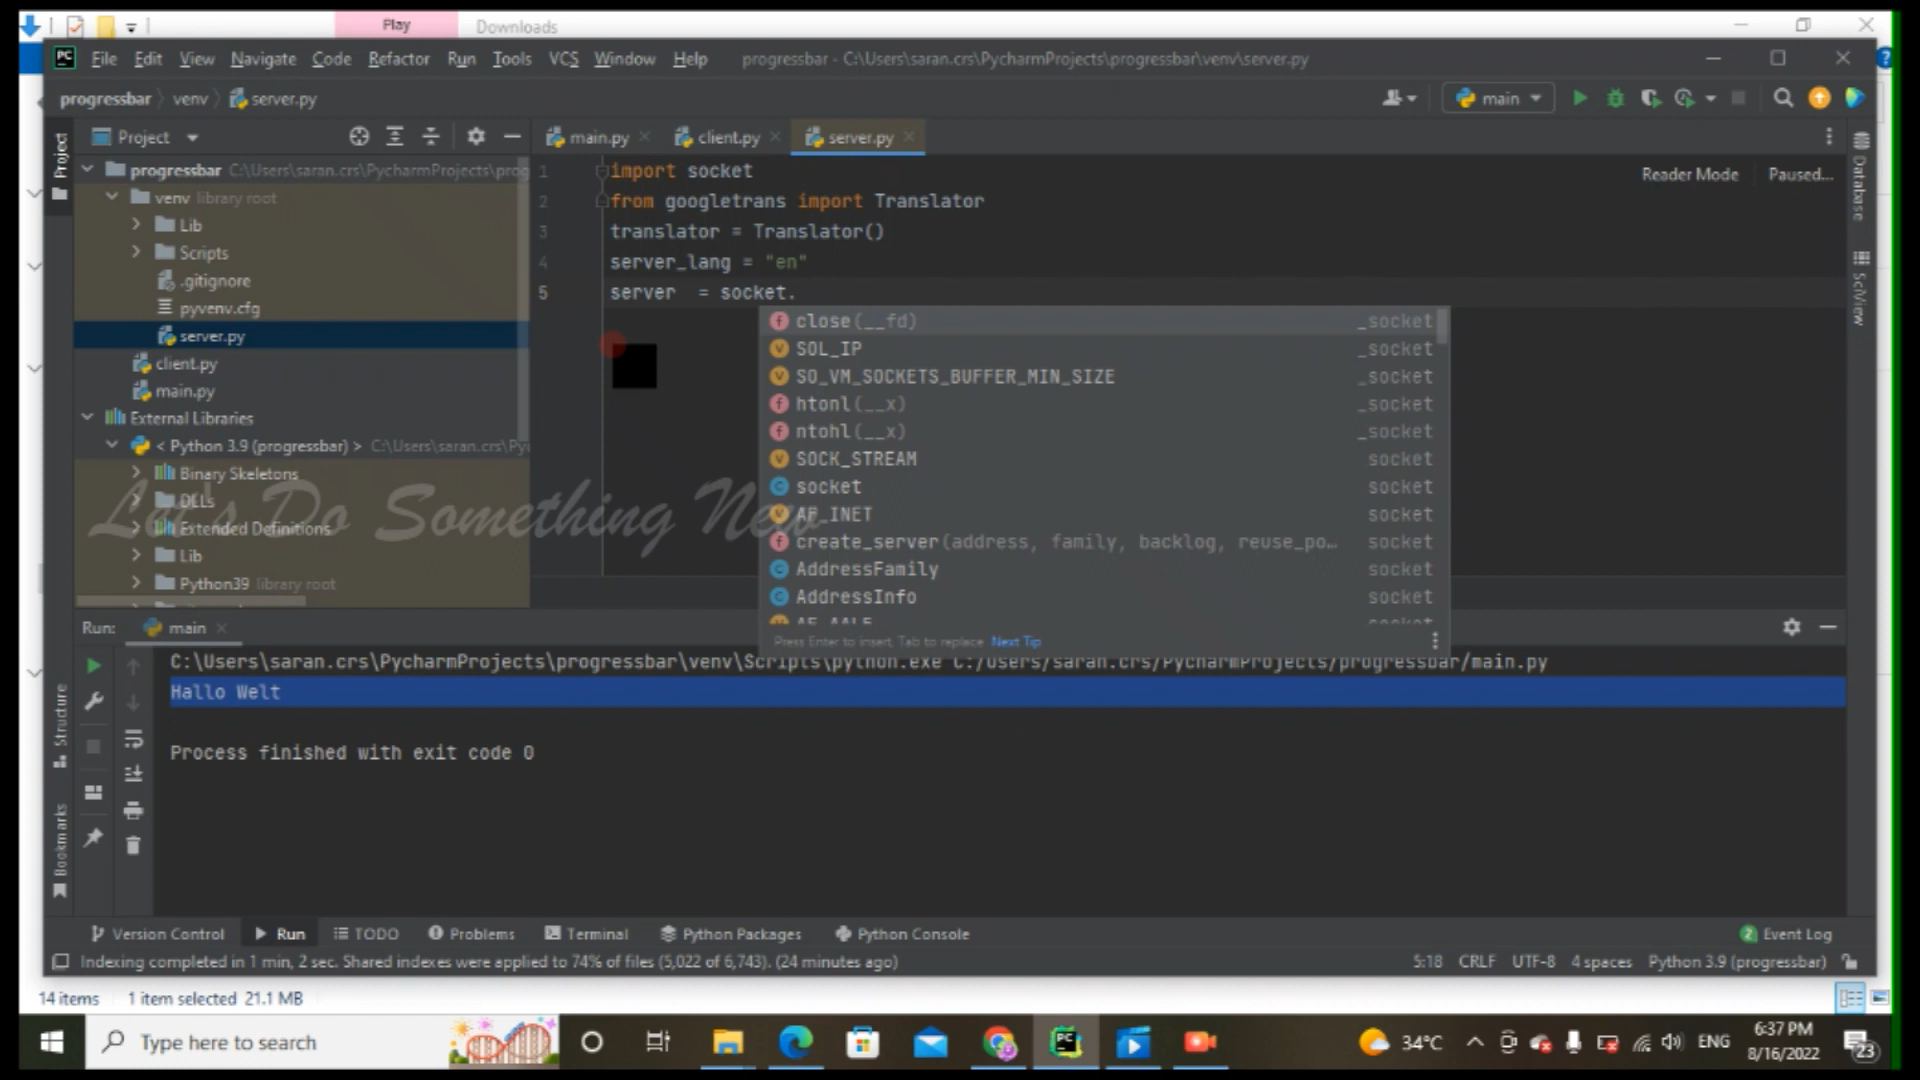 Play Downloads
File Edit View Navigate Code Refactor Run Tools VCS Window Help progressbar - C:\Users\saran.crs\PycharmProjects\progressbar\venv\server.py
progressbar venv server.py main
Project main.py client.py server.py
progressbar C:\Users\saran.crs\PycharmProjects\prog
venv library root
Lib
Scripts
.gitignore
pyvenv.cfg
server.py
client.py
main.py
External Libraries
< Python 3.9 (progressbar) > C:\Users\saran.crs\Py
Binary Skeletons
DLLs
Extended Definitions
Lib
Python39 library root
1 import socket
2 from googletrans import Translator
3 translator = Translator()
4 server_lang = "en"
5 server = socket.
Reader Mode Paused...
close(__fd) _socket
SOL_IP _socket
SO_VM_SOCKETS_BUFFER_MIN_SIZE _socket
htonl(__x) _socket
ntohl(__x) _socket
SOCK_STREAM socket
socket socket
AF_INET socket
create_server(address, family, backlog, reuse_po… socket
AddressFamily socket
AddressInfo socket
Press Enter to insert, Tab to replace Next Tip
Let's Do Something New
Project
Structure
Bookmarks
Database
SciView
Run: main
C:\Users\saran.crs\PycharmProjects\progressbar\venv\Scripts\python.exe C:/Users/saran.crs/PycharmProjects/progressbar/main.py
Hallo Welt
Process finished with exit code 0
Version Control Run TODO Problems Terminal Python Packages Python Console 2 Event Log
Indexing completed in 1 min, 2 sec. Shared indexes were applied to 74% of files (5,022 of 6,743). (24 minutes ago) 5:18 CRLF UTF-8 4 spaces Python 3.9 (progressbar)
14 items 1 item selected 21.1 MB
Type here to search 34°C ENG 6:37 PM
8/16/2022 23